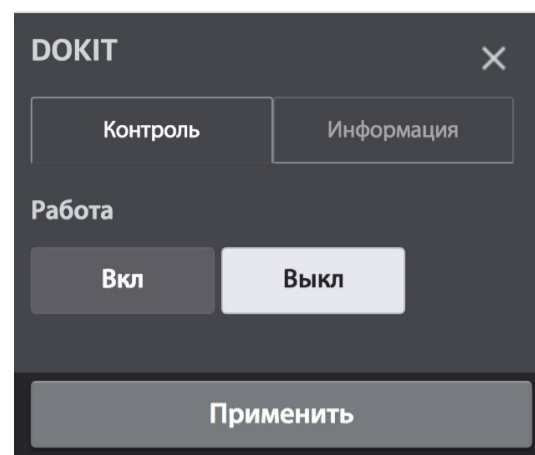 DOKIT
Контроль Информация
Работа
Вкл Выкл
Применить